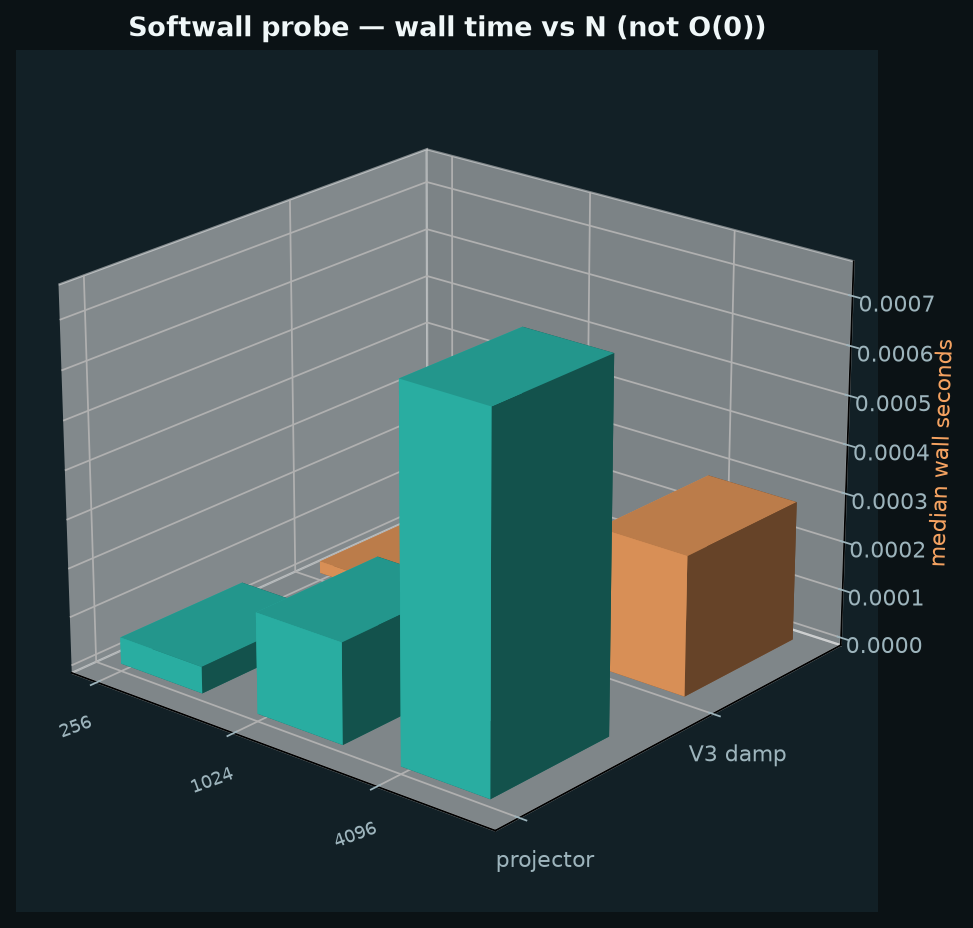 Softwall probe — wall time vs N (not O(0))
0.0007
0.0006
0.0005
0.0004
0.0003
0.0002
0.0001
0.0000
median wall seconds
256
1024
4096
V3 damp
projector